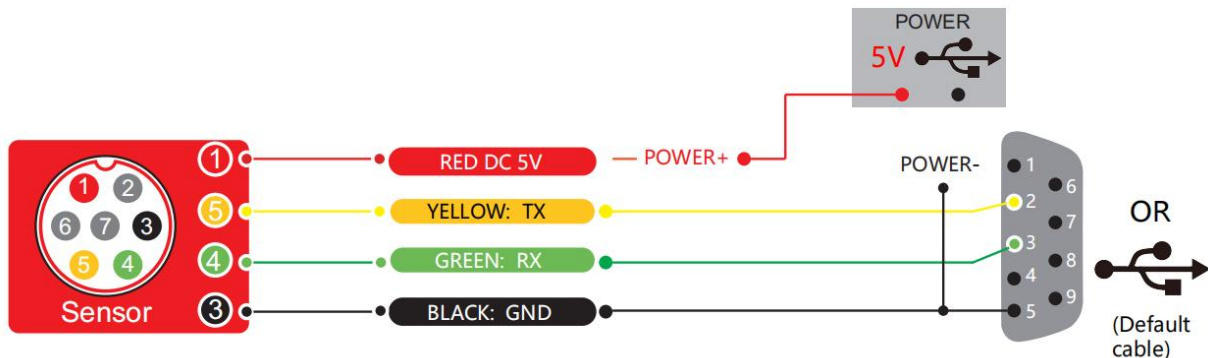 POWER
5V
1 RED DC 5V POWER+ POWER-
5 YELLOW: TX
4 GREEN: RX
3 BLACK: GND
1 2
6 7 3
5 4
Sensor
1
6
2
7
3
8
4
9
5
OR
(Default
cable)